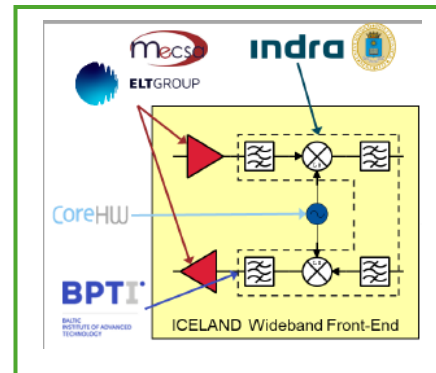 mecsa
indra
ELTGROUP
CoreHW
BPTI
BALTIC
INSTITUTE OF ADVANCED
TECHNOLOGY
ICELAND Wideband Front-End